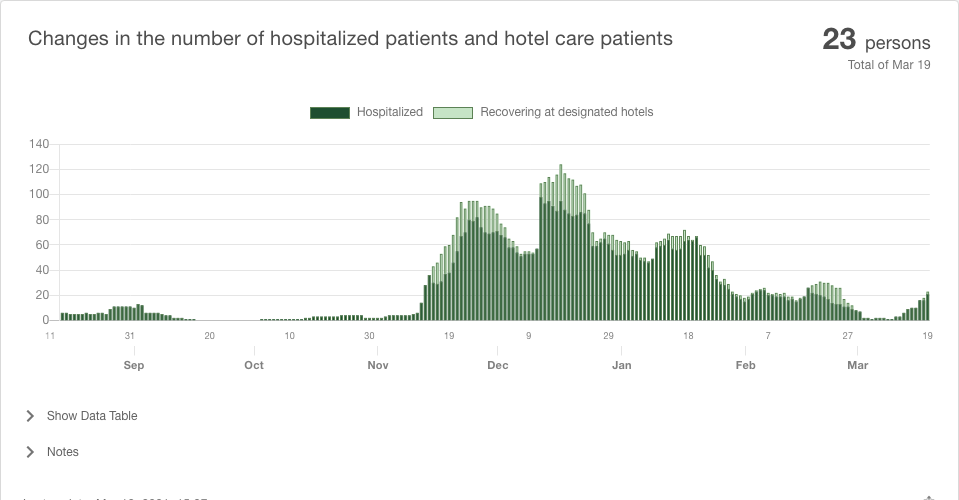 Changes in the number of hospitalized patients and hotel care patients
23 persons
Total of Mar 19
Hospitalized Recovering at designated hotels
140
120
100
80
60
40
20
0
11 31 20 10 30 19 9 29 18 7 27 19
Sep Oct Nov Dec Jan Feb Mar
Show Data Table
Notes